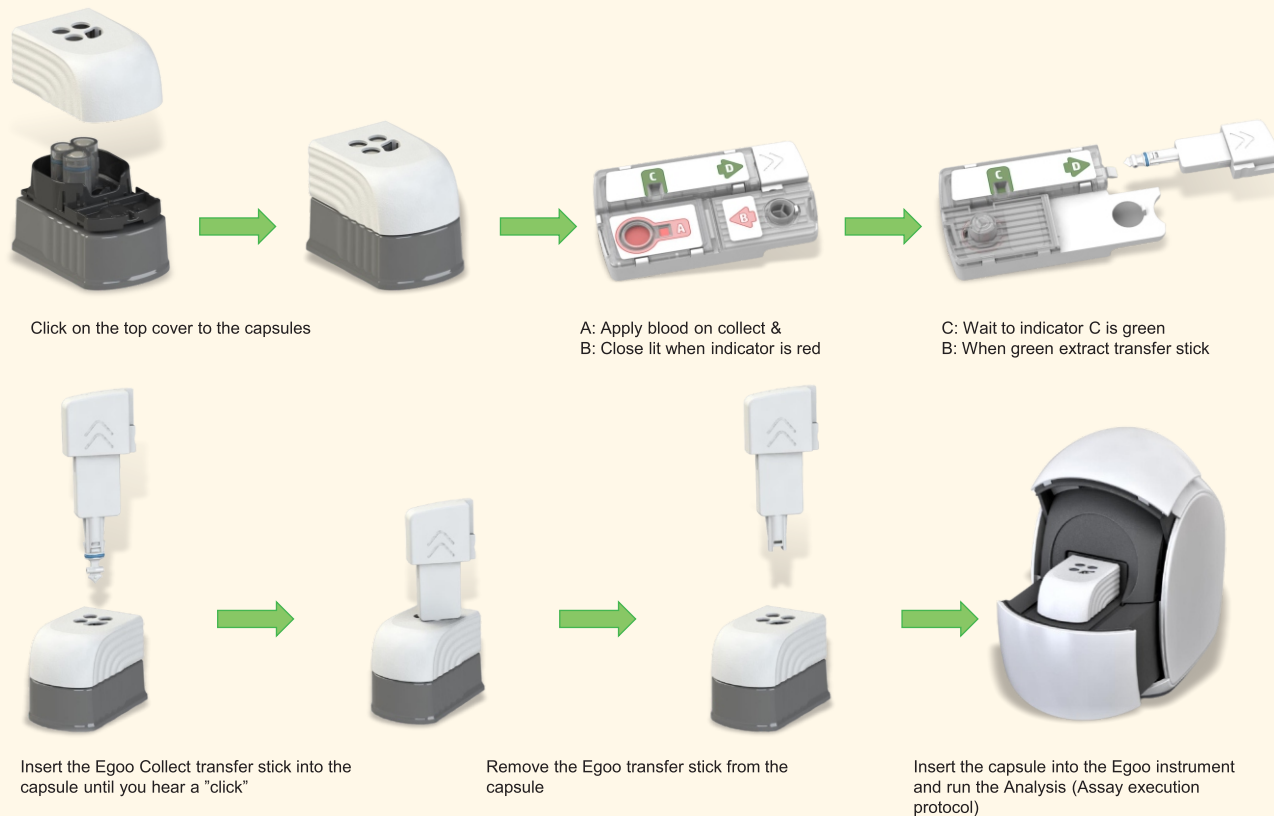 C
D
A
B
C
D
Click on the top cover to the capsules
A: Apply blood on collect &
B: Close lit when indicator is red
C: Wait to indicator C is green
B: When green extract transfer stick
Insert the Egoo Collect transfer stick into the
capsule until you hear a ”click”
Remove the Egoo transfer stick from the
capsule
Insert the capsule into the Egoo instrument
and run the Analysis (Assay execution
protocol)